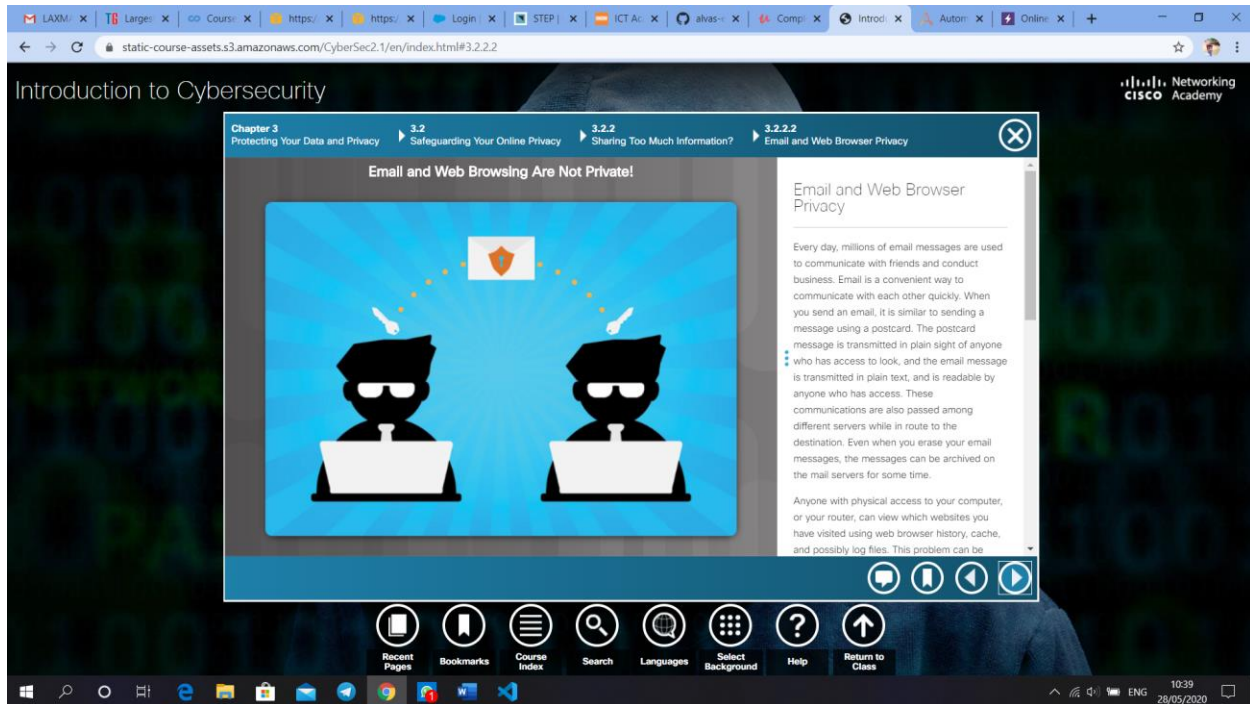 LAXMA
Larges
Course
https:/
https:/
Login |
STEP |
ICT Ac
alvas-e
Compl
Introdu
Autom
Online
static-course-assets.s3.amazonaws.com/CyberSec2.1/en/index.html#3.2.2.2
Introduction to Cybersecurity
Networking
CISCO Academy
Chapter 3
Protecting Your Data and Privacy
3.2
Safeguarding Your Online Privacy
3.2.2
Sharing Too Much Information?
3.2.2.2
Email and Web Browser Privacy
Email and Web Browsing Are Not Private!
Email and Web Browser
Privacy
Every day, millions of email messages are used
to communicate with friends and conduct
business. Email is a convenient way to
communicate with each other quickly. When
you send an email, it is similar to sending a
message using a postcard. The postcard
message is transmitted in plain sight of anyone
who has access to look, and the email message
is transmitted in plain text, and is readable by
anyone who has access. These
communications are also passed among
different servers while in route to the
destination. Even when you erase your email
messages, the messages can be archived on
the mail servers for some time.
Anyone with physical access to your computer,
or your router, can view which websites you
have visited using web browser history, cache,
and possibly log files. This problem can be
Recent
Pages
Bookmarks
Course
Index
Search
Languages
Select
Background
Help
Return to
Class
ENG
10:39
28/05/2020